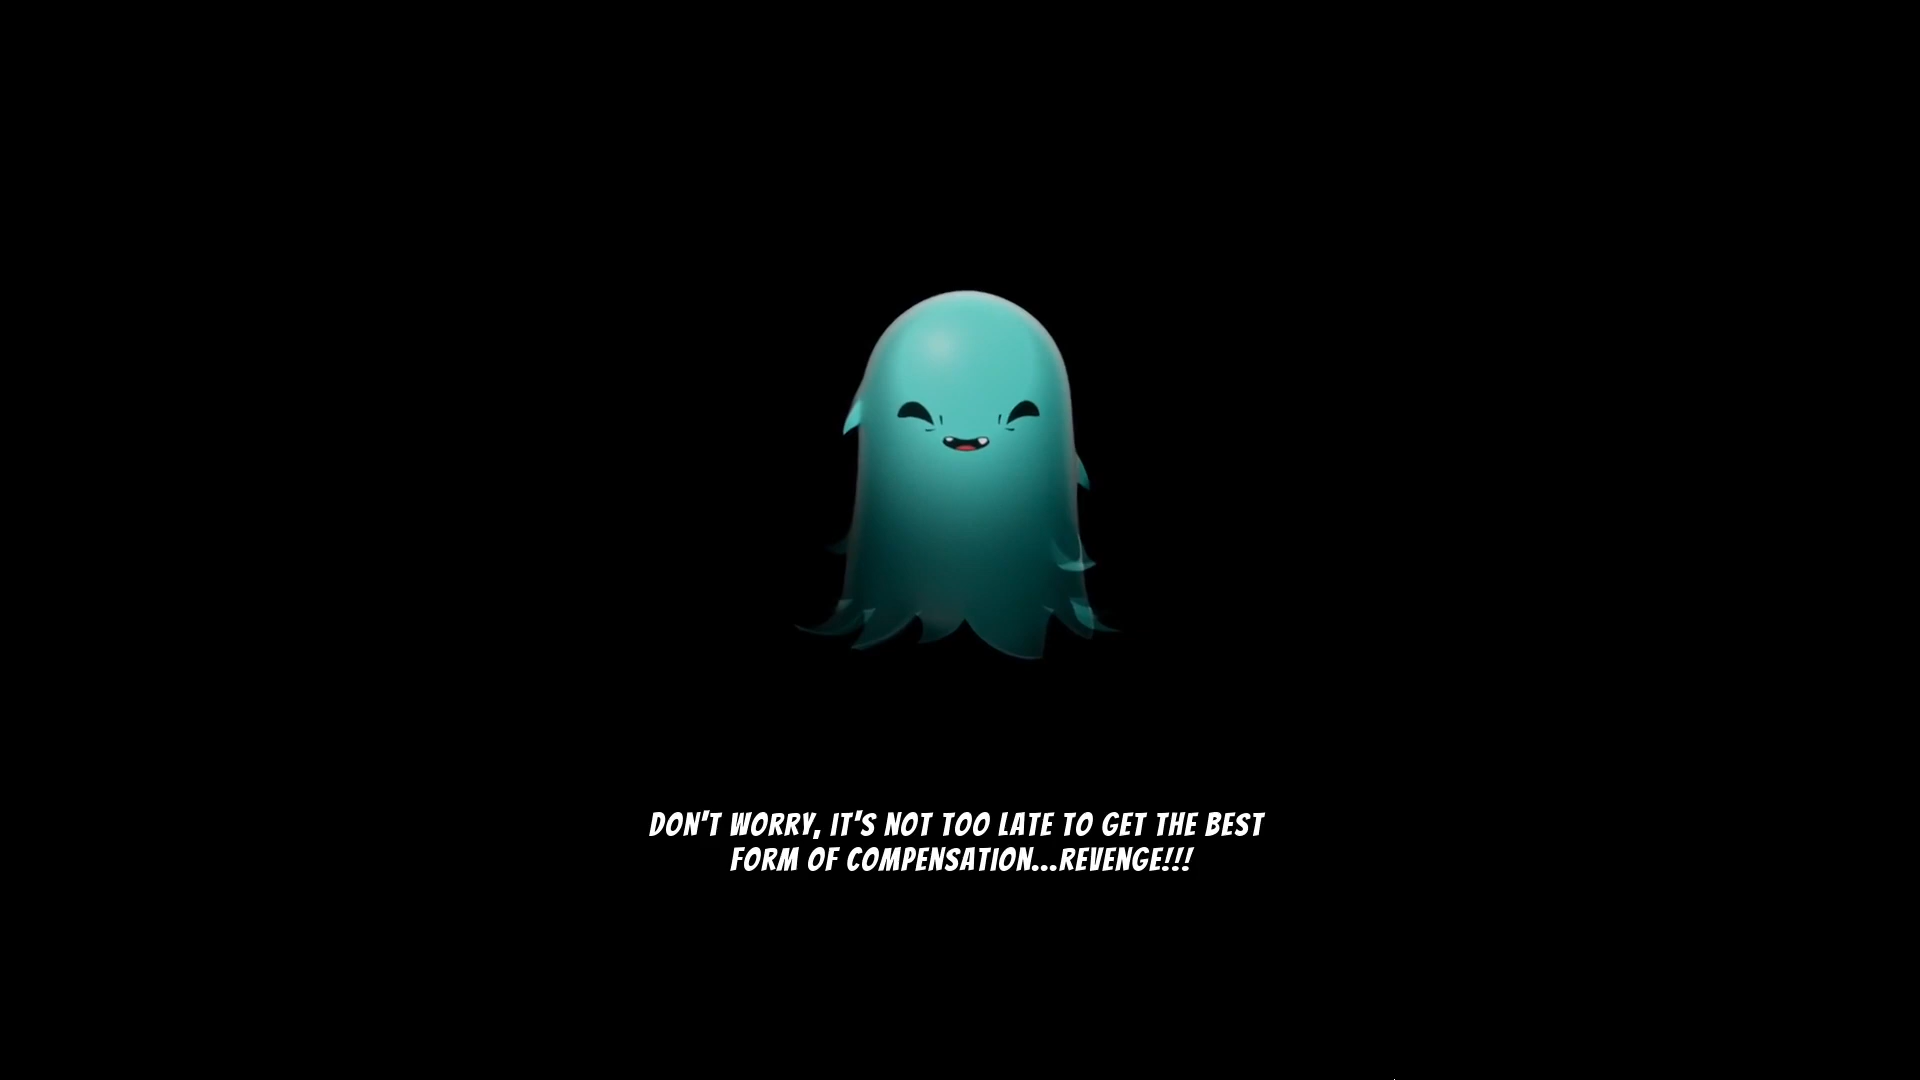 DON'T WORRY, IT'S NOT TOO LATE TO GET THE BEST
FORM OF COMPENSATION...REVENGE!!!